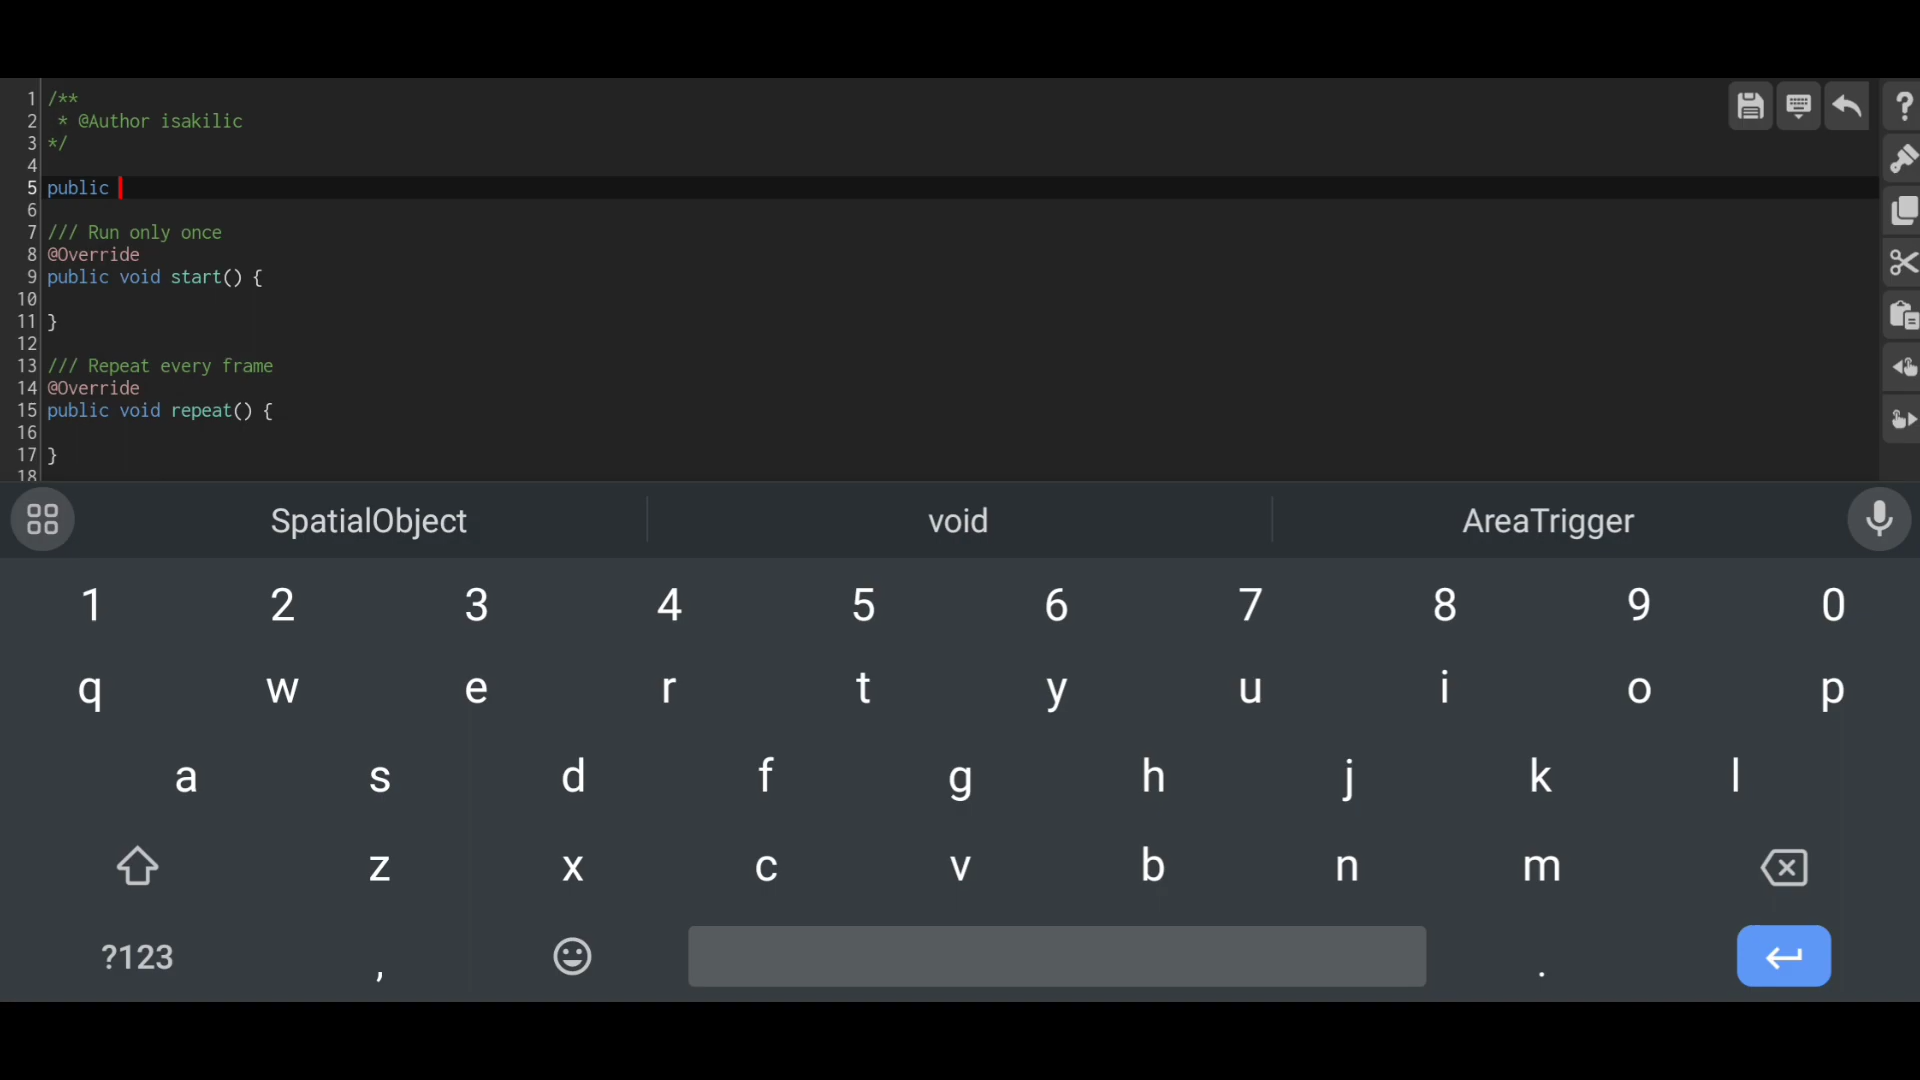 1 /**
2 * @Author isakilic
3 */
4
5 public
6
7 /// Run only once
8 @Override
9 public void start() {
10
11 }
12
13 /// Repeat every frame
14 @Override
15 public void repeat() {
16
17 }
18
?
SpatialObject void AreaTrigger
1 2 3 4 5 6 7 8 9 0
q w e r t y u i o p
a s d f g h j k l
z x c v b n m
?123 , .